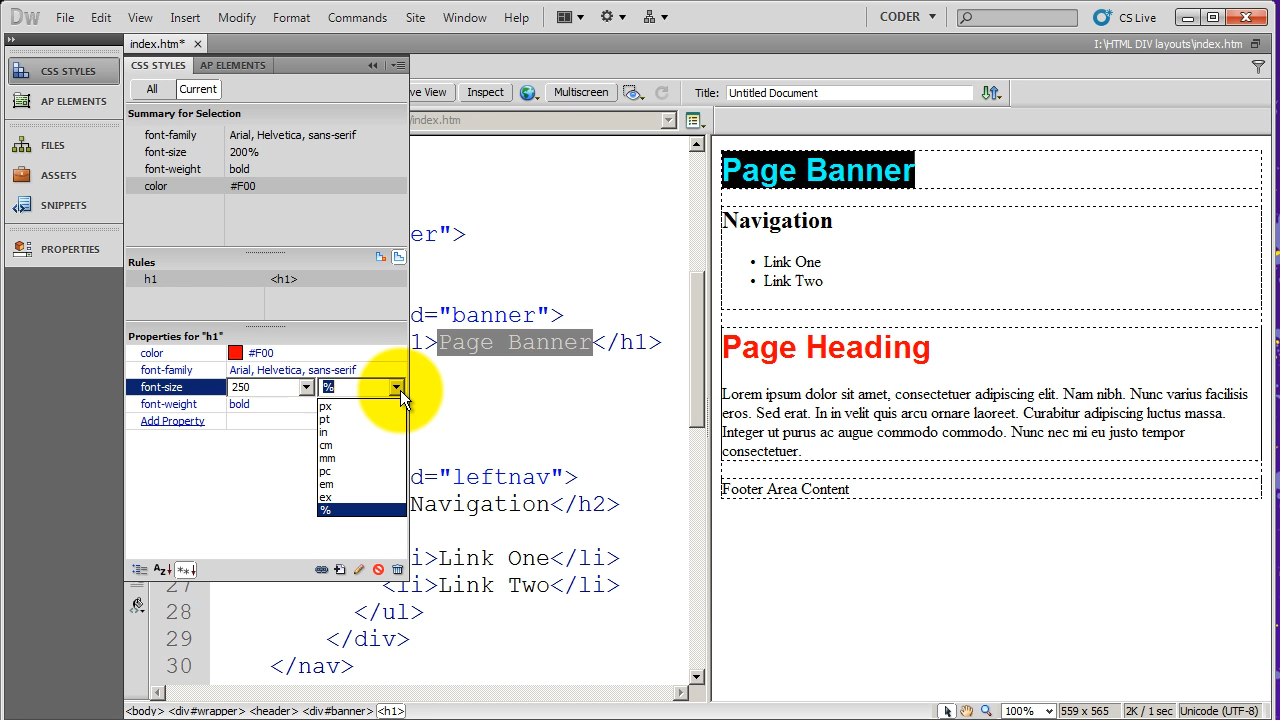 Dw File Edit View Insert Modify Format Commands Site Window Help CODER CS Live
index.htm* I:\HTML DIV layouts\index.htm
CSS STYLES AP ELEMENTS
CSS STYLES
AP ELEMENTS
FILES
ASSETS
SNIPPETS
PROPERTIES
All Current
Summary for Selection
font-family Arial, Helvetica, sans-serif
font-size 200%
font-weight bold
color #F00
Rules
h1 <h1>
Properties for "h1"
color #F00
font-family Arial, Helvetica, sans-serif
font-size 250 %
font-weight bold
Add Property
px
pt
in
cm
mm
pc
em
ex
%
ve View Inspect Multiscreen Title: Untitled Document
index.htm
er">
d="banner">
1>Page Banner</h1>
d="leftnav">
Navigation</h2>
i>Link One</li>
27 <li>Link Two</li>
28 </ul>
29 </div>
30 </nav>
Page Banner
Navigation
• Link One
• Link Two
Page Heading
Lorem ipsum dolor sit amet, consectetuer adipiscing elit. Nam nibh. Nunc varius facilisis
eros. Sed erat. In in velit quis arcu ornare laoreet. Curabitur adipiscing luctus massa.
Integer ut purus ac augue commodo commodo. Nunc nec mi eu justo tempor
consectetuer.
Footer Area Content
<body> <div#wrapper> <header> <div#banner> <h1> 100% 559 x 565 2K / 1 sec Unicode (UTF-8)